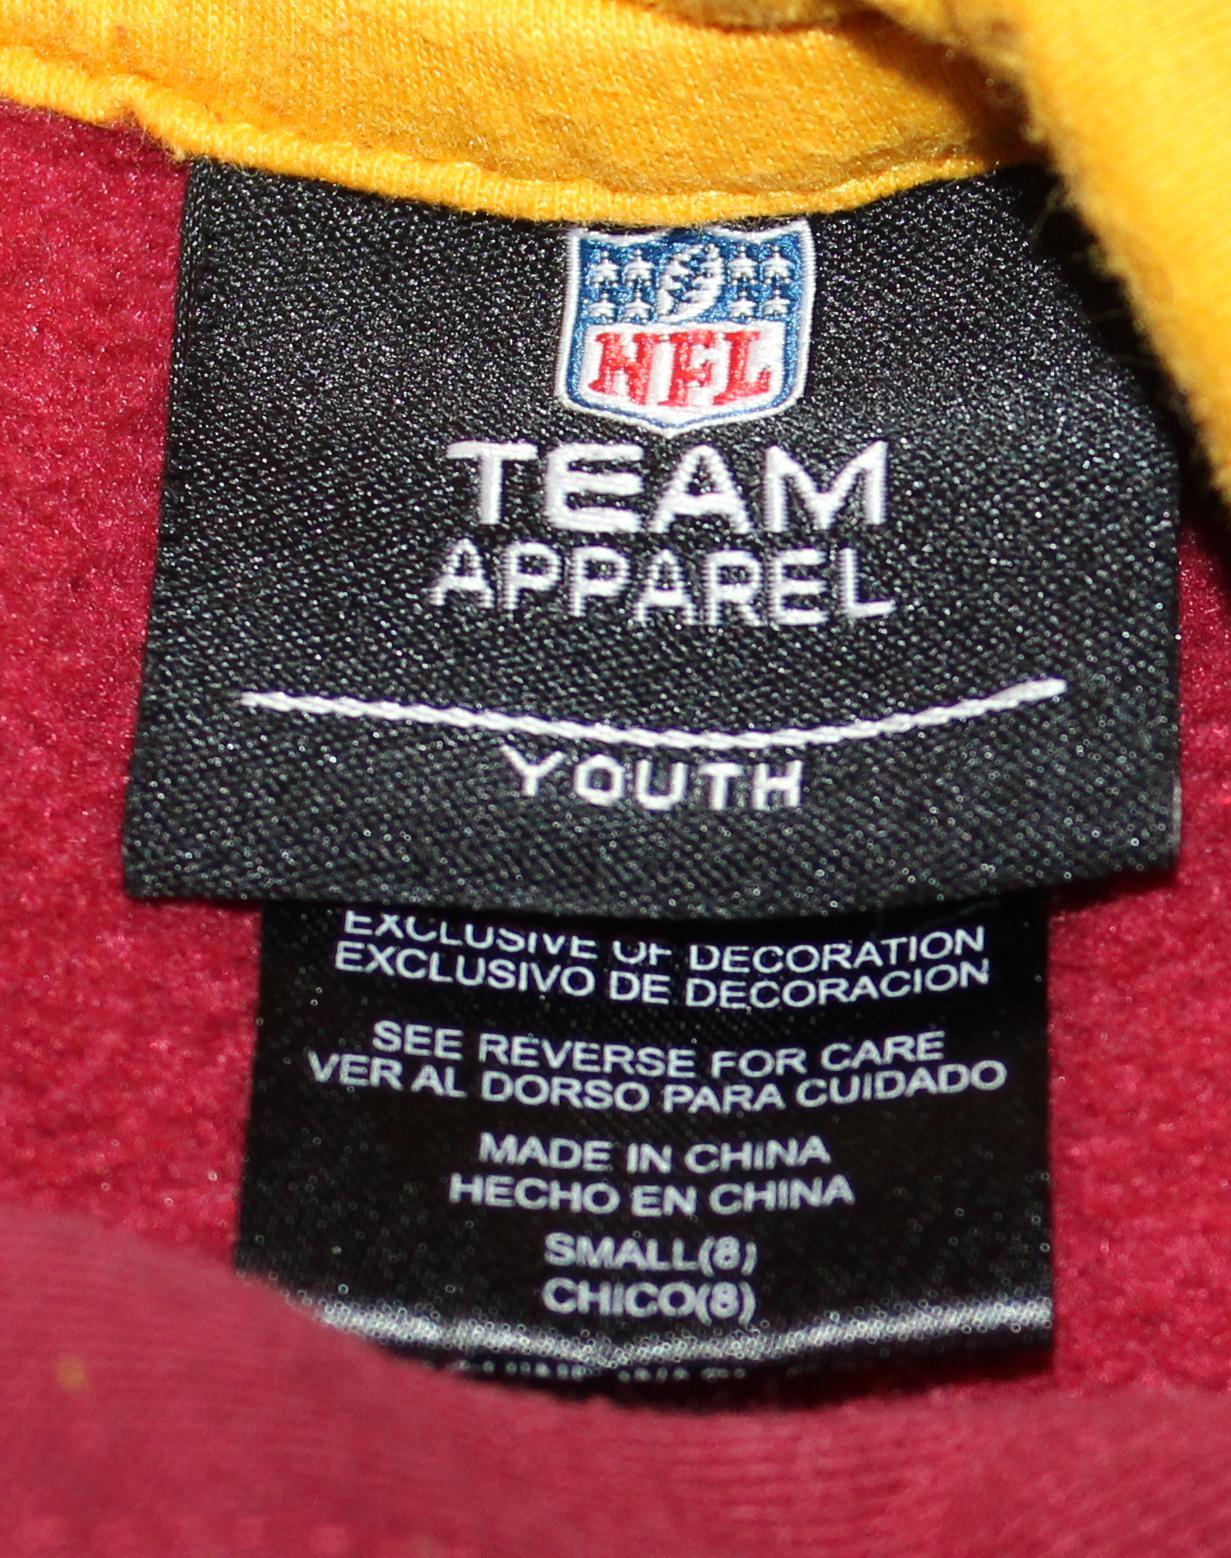 NFL
TEAM
APPAREL
YOUTH
EXCLUSIVE OF DECORATION
EXCLUSIVO DE DECORACION
SEE REVERSE FOR CARE
VER AL DORSO PARA CUIDADO
MADE IN CHINA
HECHO EN CHINA
SMALL(8)
CHICO(8)